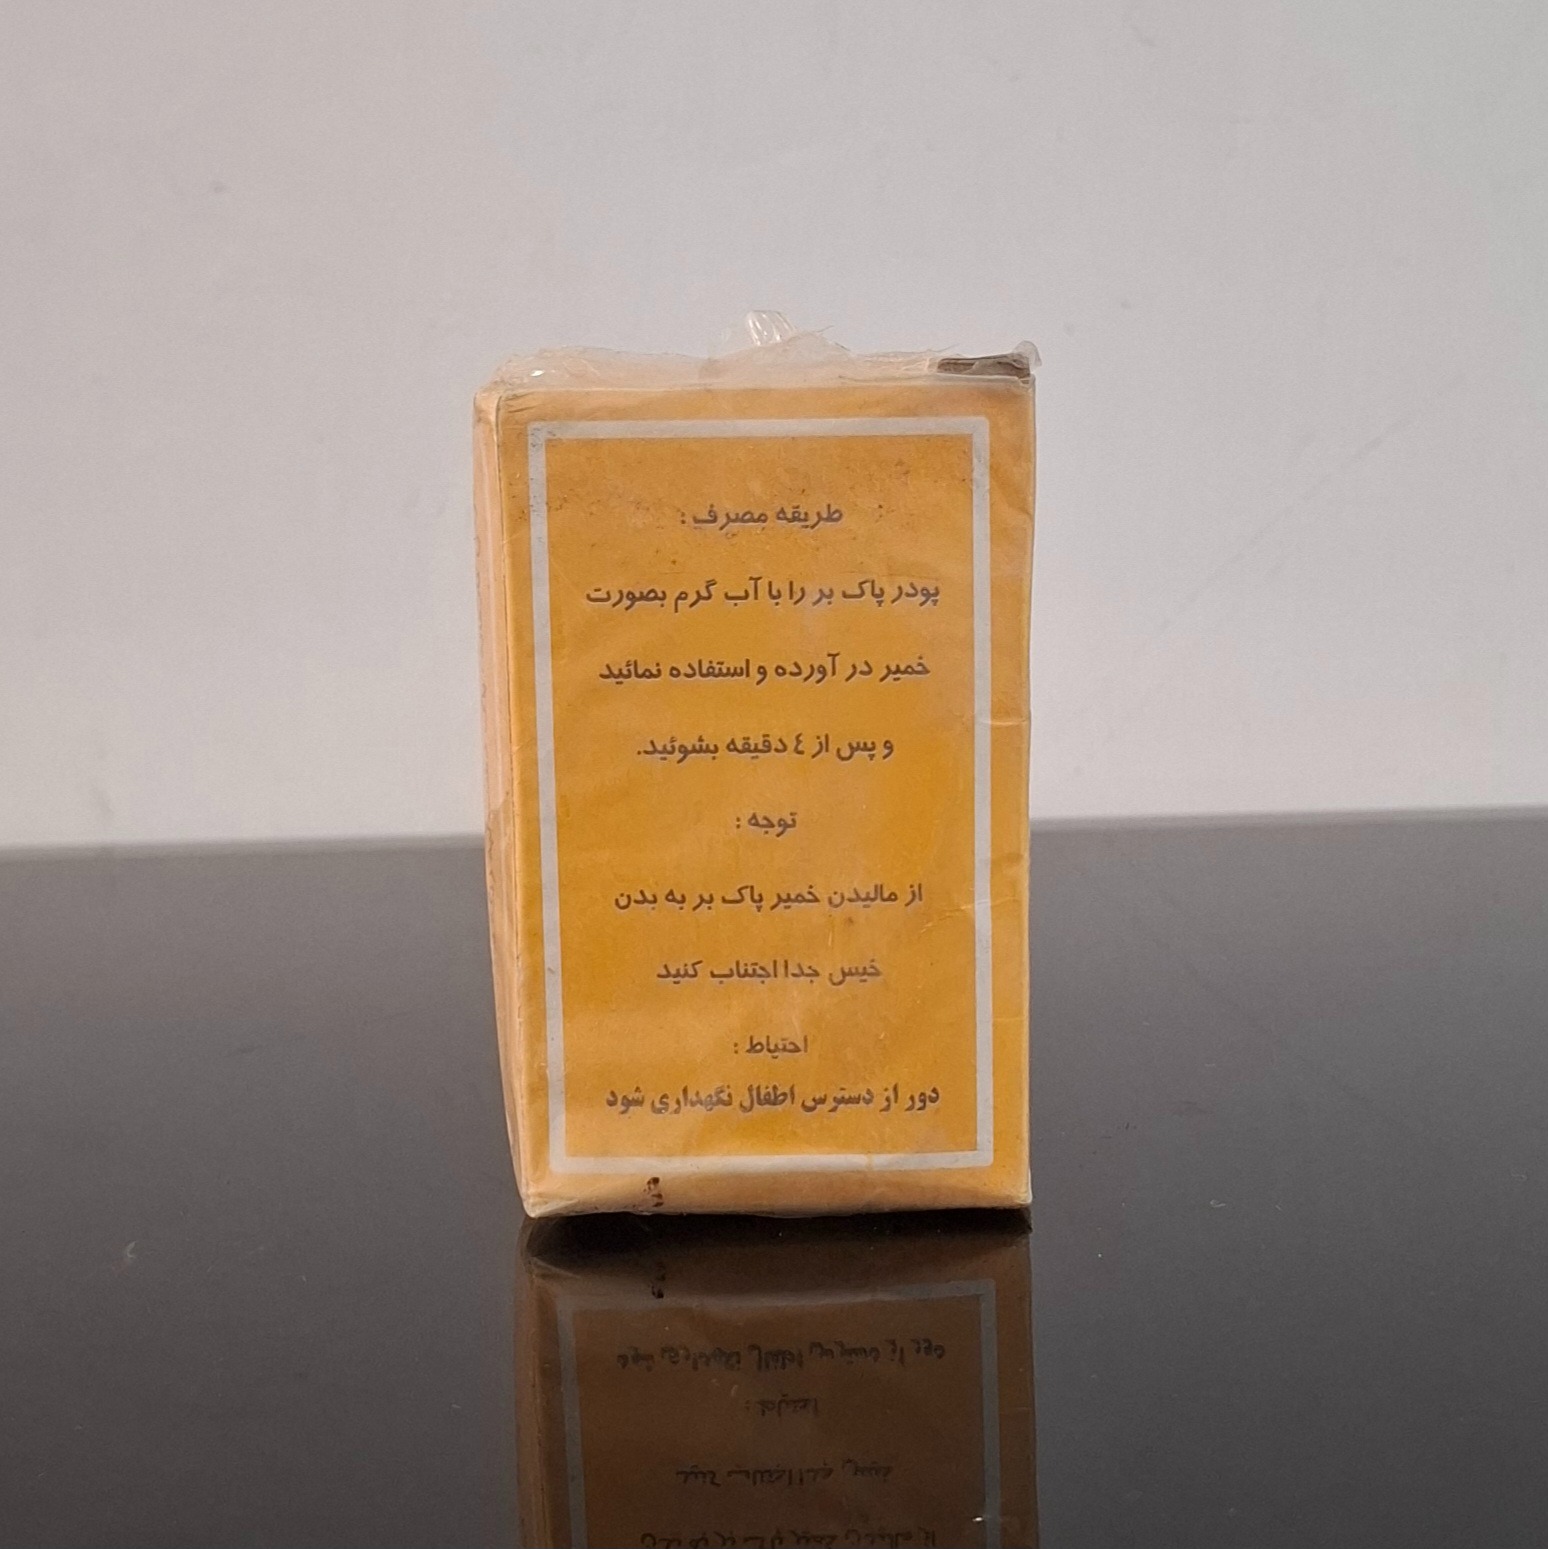 طریقه مصرف :
پودر پاک بر را با آب گرم بصورت
خمیر در آورده و استفاده نمائید
و پس از ٤ دقیقه بشوئید.
توجه :
از مالیدن خمیر پاک بر به بدن
خیس جدا اجتناب کنید
احتیاط :
دور از دسترس اطفال نگهداری شود